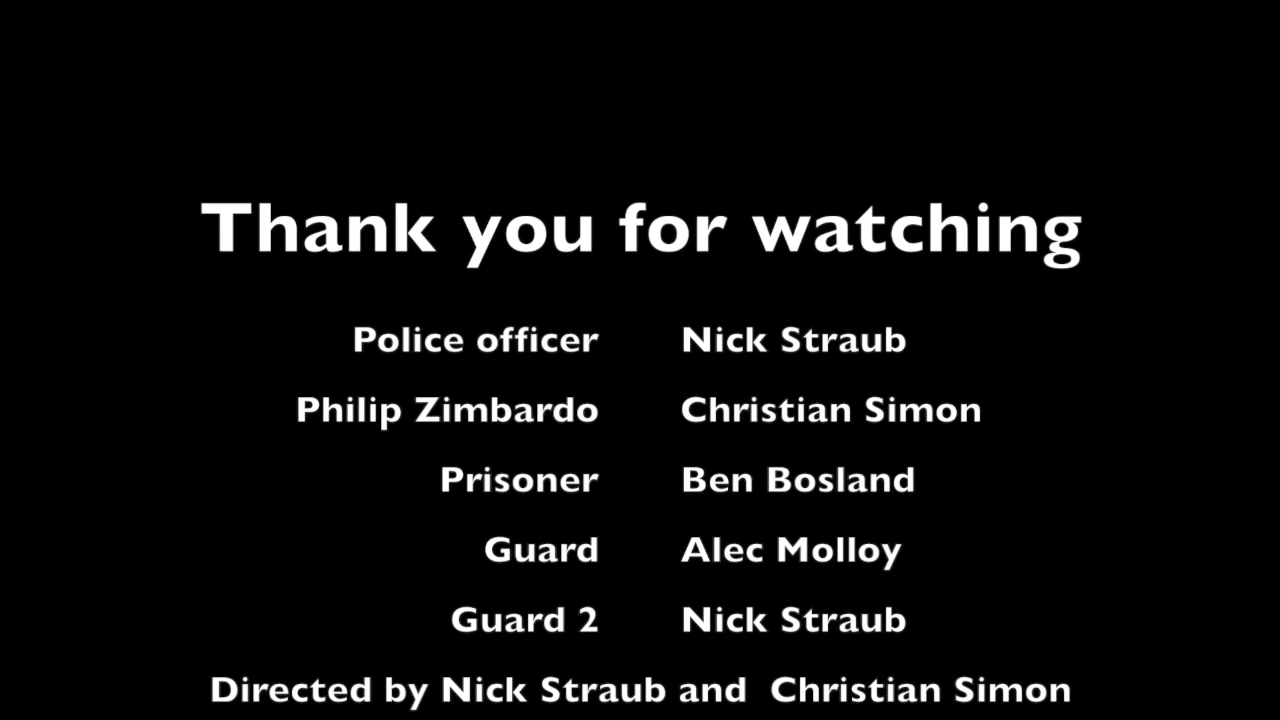 Thank you for watching
Police officer Nick Straub
Philip Zimbardo Christian Simon
Prisoner Ben Bosland
Guard Alec Molloy
Guard 2 Nick Straub
Directed by Nick Straub and  Christian Simon